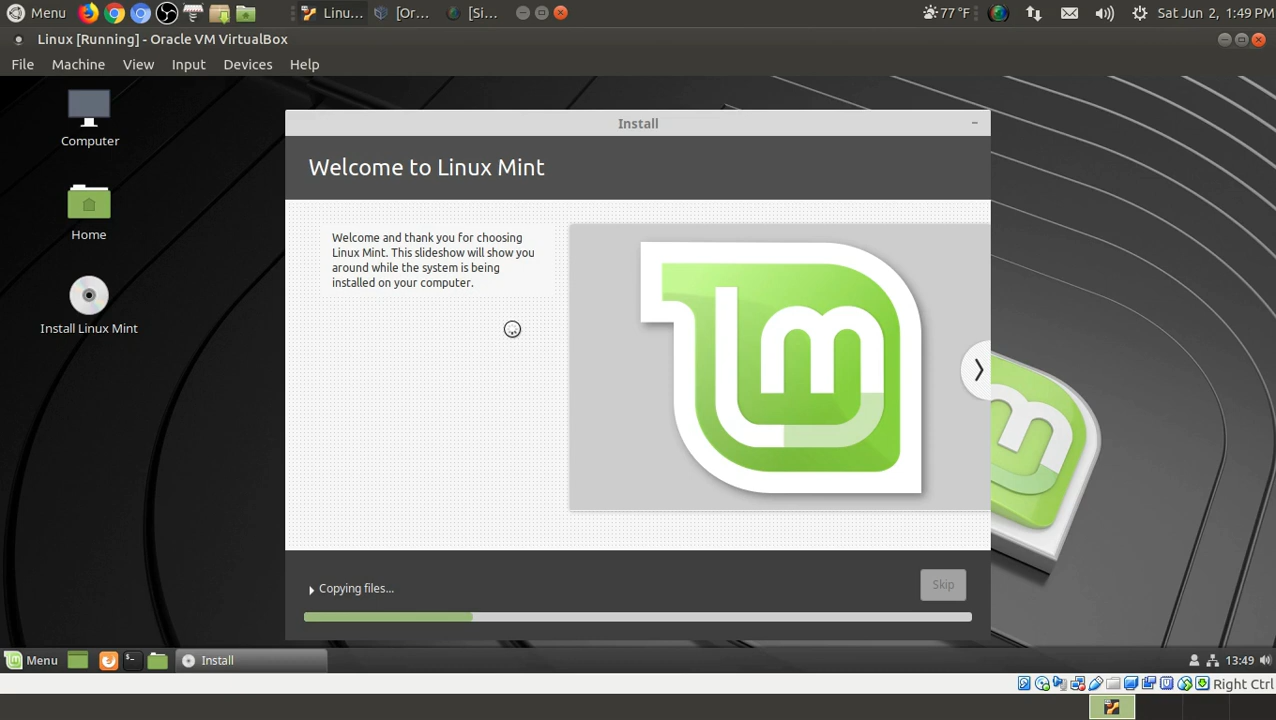 Menu Linu... [Or... [Si... 77 °F Sat Jun 2, 1:49 PM
Linux [Running] - Oracle VM VirtualBox
File Machine View Input Devices Help
Computer
Home
Install Linux Mint
Install
Welcome to Linux Mint
Welcome and thank you for choosing
Linux Mint. This slideshow will show you
around while the system is being
installed on your computer.
Copying files...
Skip
Menu Install 13:49
Right Ctrl